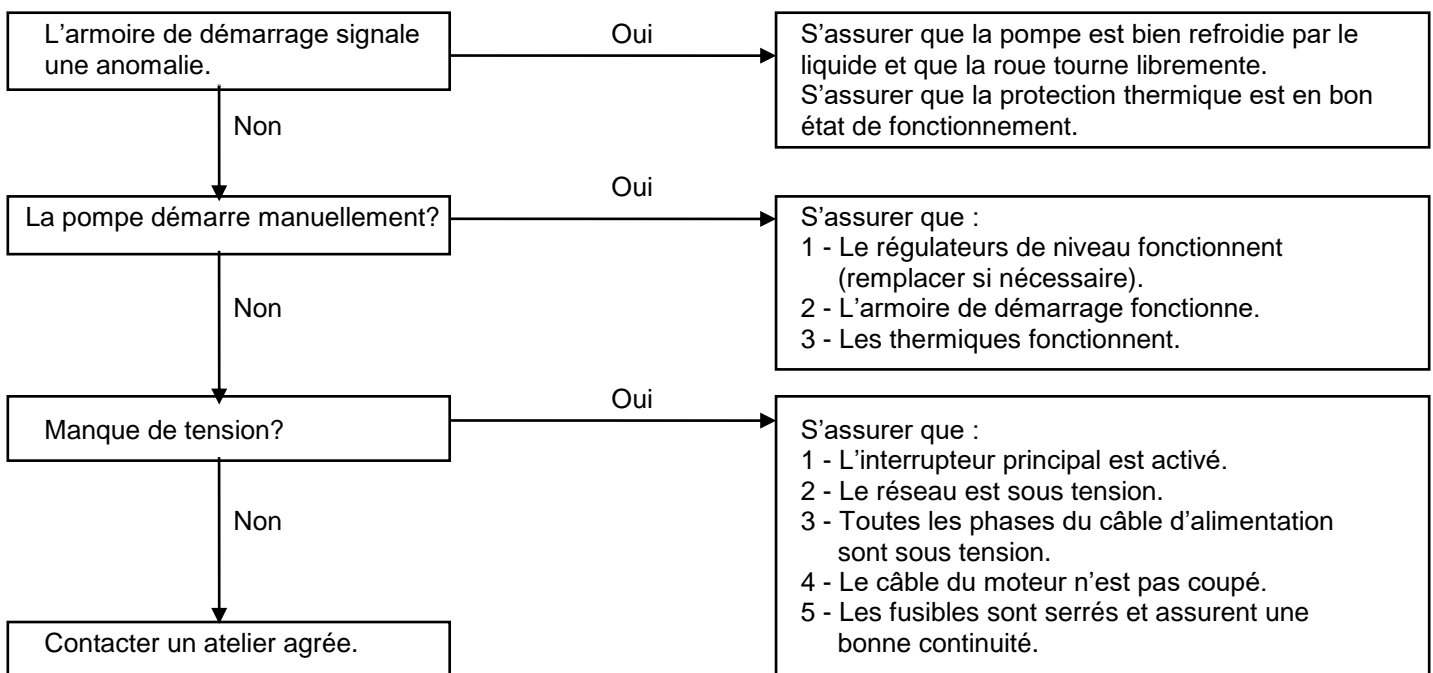 L’armoire de démarrage signale
une anomalie.
Oui
S’assurer que la pompe est bien refroidie par le
liquide et que la roue tourne librement.
S’assurer que la protection thermique est en bon
état de fonctionnement.
Non
La pompe démarre manuellement?
Oui
S’assurer que :
1 - Le régulateurs de niveau fonctionnent
(remplacer si nécessaire).
2 - L’armoire de démarrage fonctionne.
3 - Les thermiques fonctionnent.
Non
Manque de tension?
Oui
S’assurer que :
1 - L’interrupteur principal est activé.
2 - Le réseau est sous tension.
3 - Toutes les phases du câble d’alimentation
sont sous tension.
4 - Le câble du moteur n’est pas coupé.
5 - Les fusibles sont serrés et assurent une
bonne continuité.
Non
Contacter un atelier agrée.